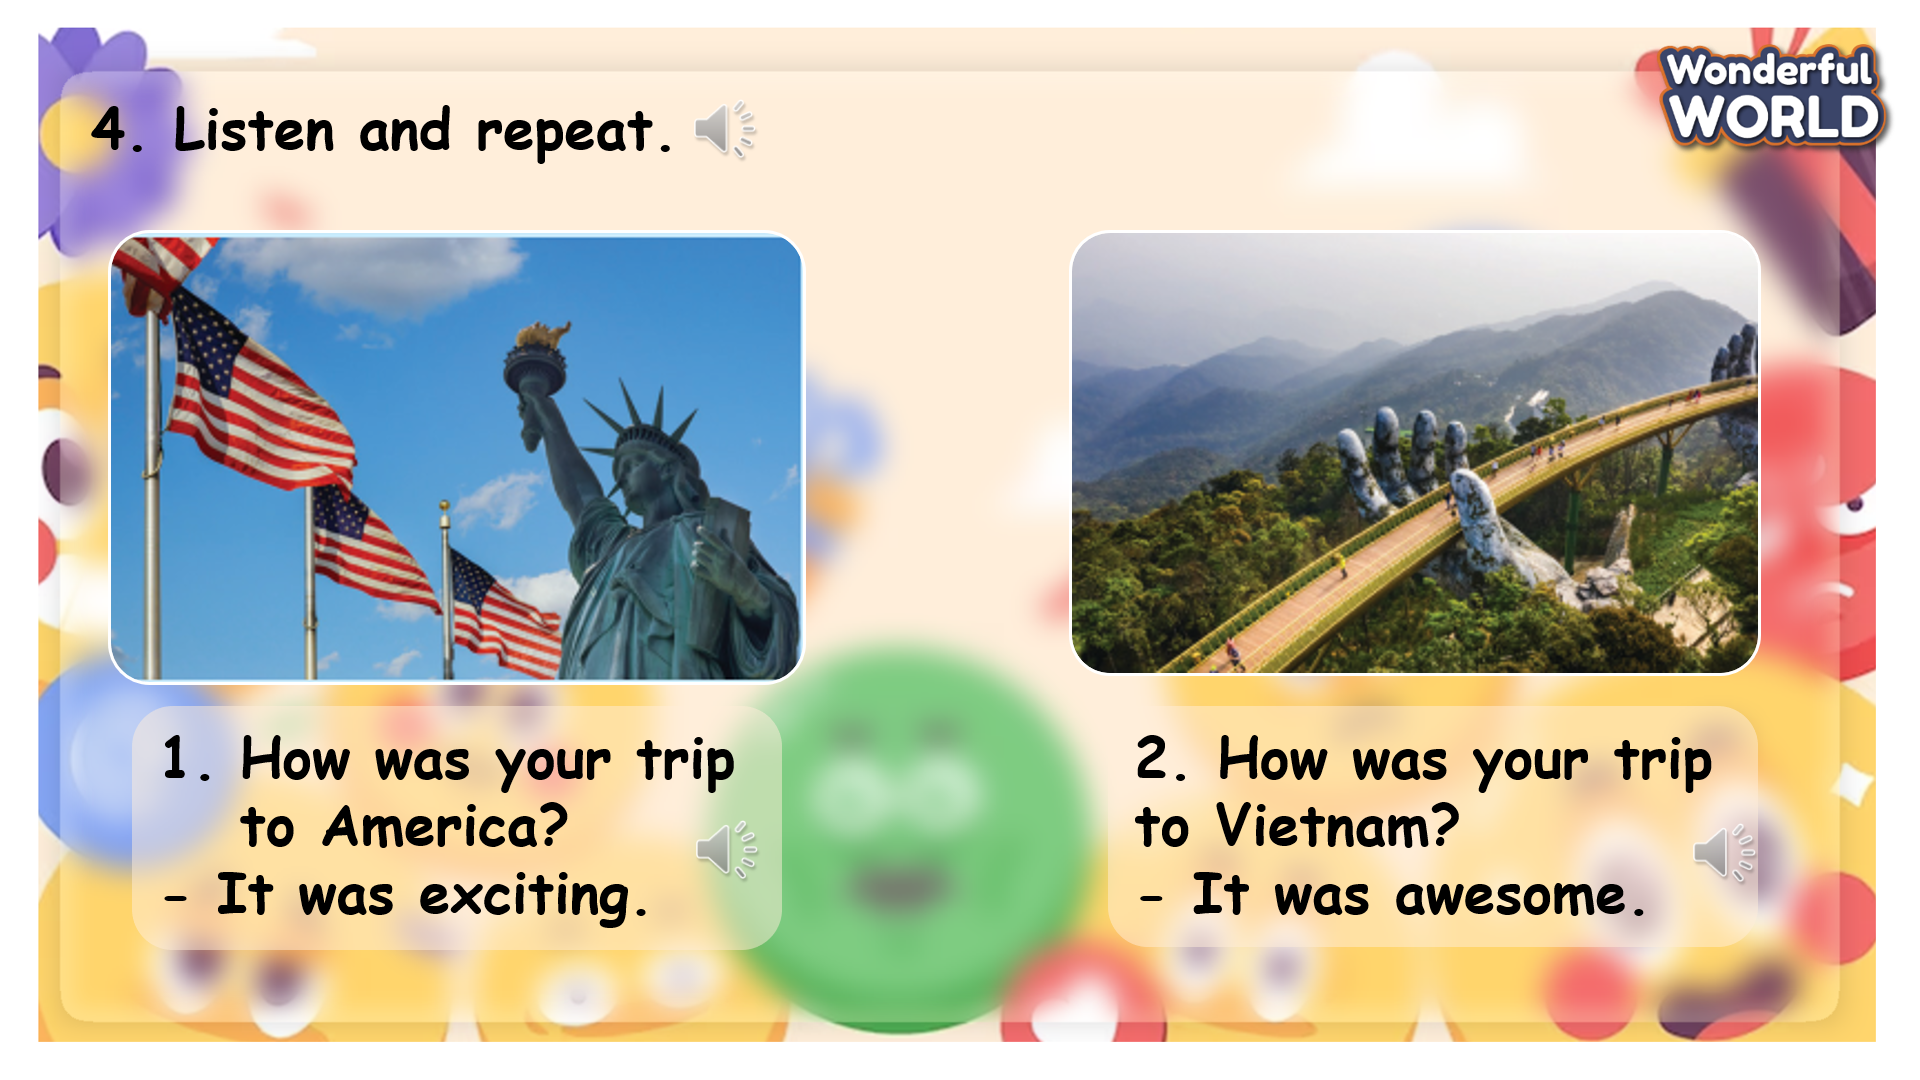 Wonderful
WORLD
4. Listen and repeat.
1. How was your trip
to America?
- It was exciting.
2. How was your trip
to Vietnam?
- It was awesome.